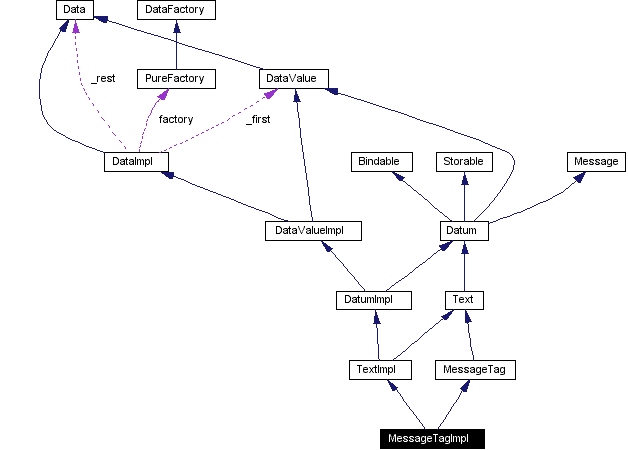 Data
DataFactory
_rest
PureFactory
DataValue
factory
_first
DataImpl
Bindable
Storable
Message
DataValueImpl
Datum
DatumImpl
Text
TextImpl
MessageTag
MessageTagImpl